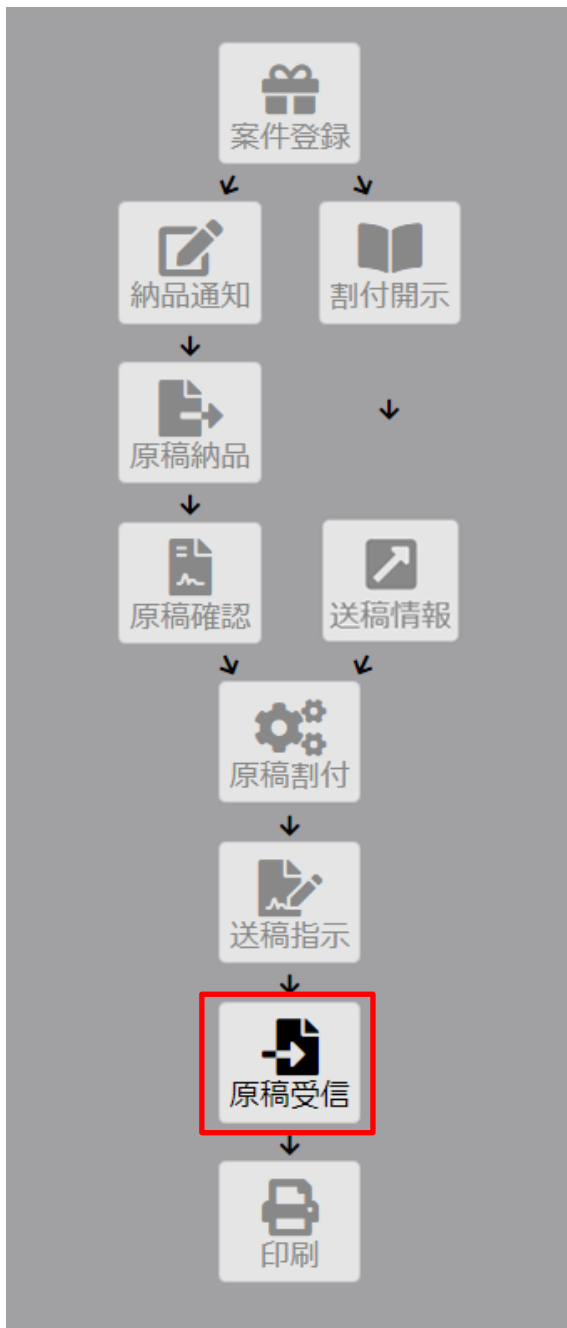 案件登録
納品通知
割付開示
原稿納品
原稿確認
送稿情報
原稿割付
送稿指示
原稿受信
印刷